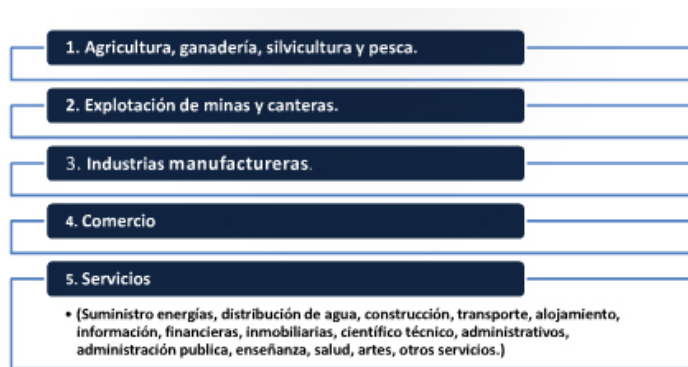 1. Agricultura, ganadería, silvicultura y pesca.
2. Explotación de minas y canteras.
3. Industrias manufactureras.
4. Comercio
5. Servicios
• (Suministro energías, distribución de agua, construcción, transporte, alojamiento,
información, financieras, inmobiliarias, científico técnico, administrativos,
administración publica, enseñanza, salud, artes, otros servicios.)